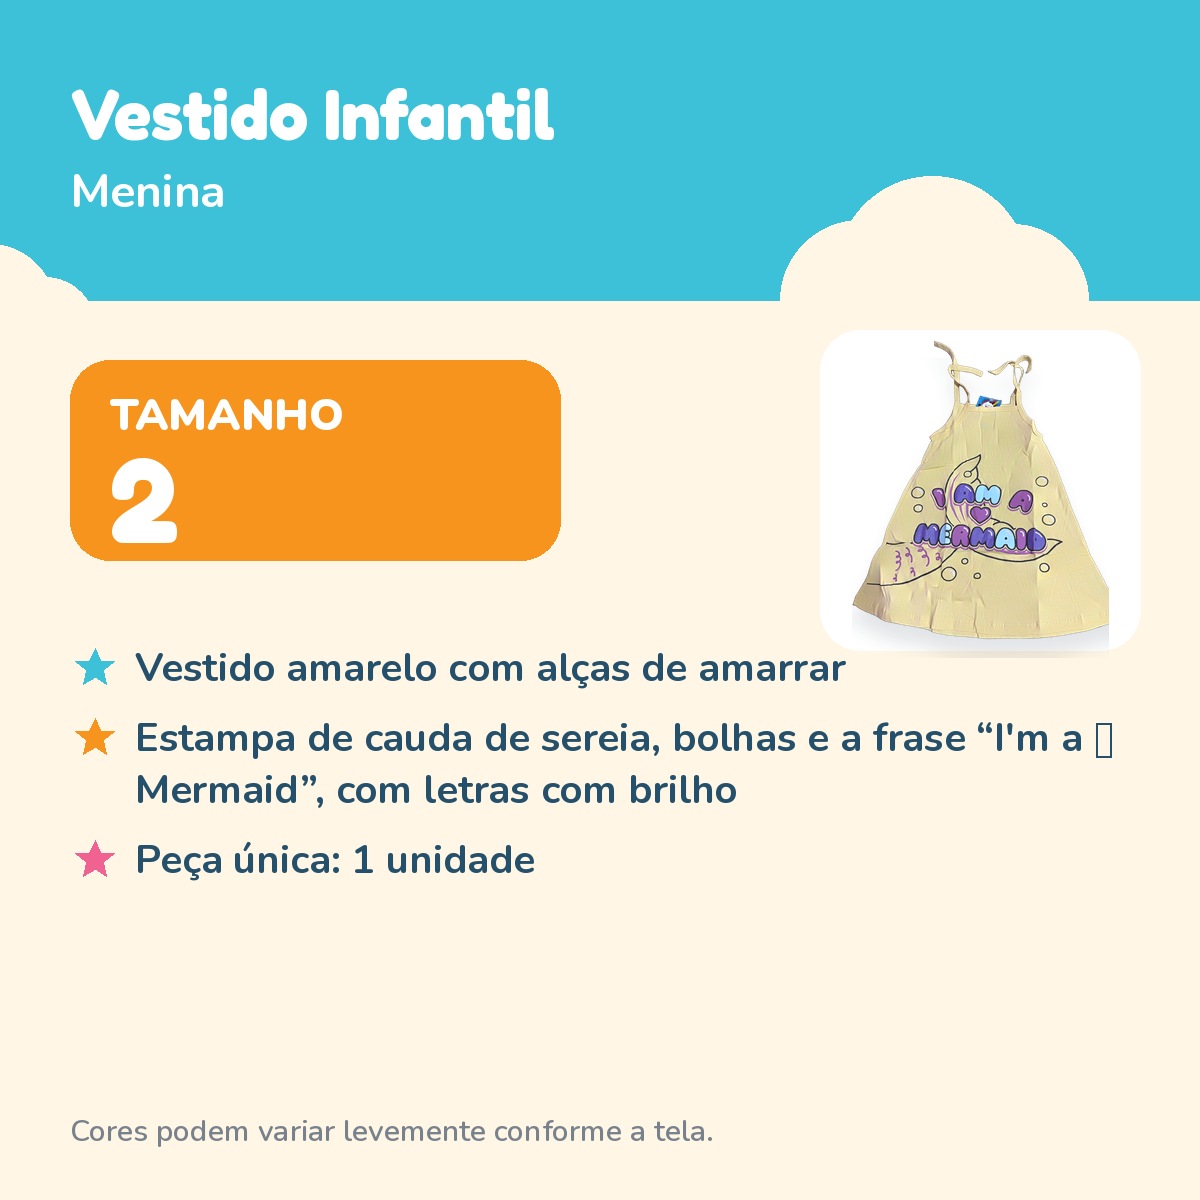 Vestido Infantil
Menina
TAMANHO
2
I AM A
MERMAID
Vestido amarelo com alças de amarrar
Estampa de cauda de sereia, bolhas e a frase “I'm a ▯
Mermaid”, com letras com brilho
Peça única: 1 unidade
Cores podem variar levemente conforme a tela.